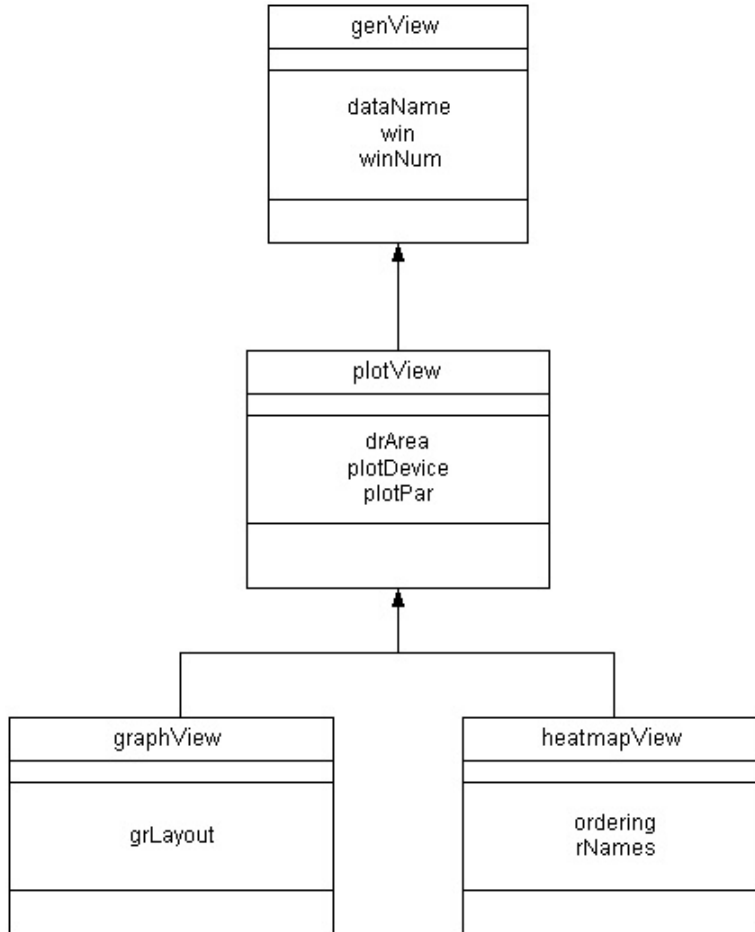 genView
dataName
win
winNum
plotView
drArea
plotDevice
plotPar
graphView
grLayout
heatmapView
ordering
rNames